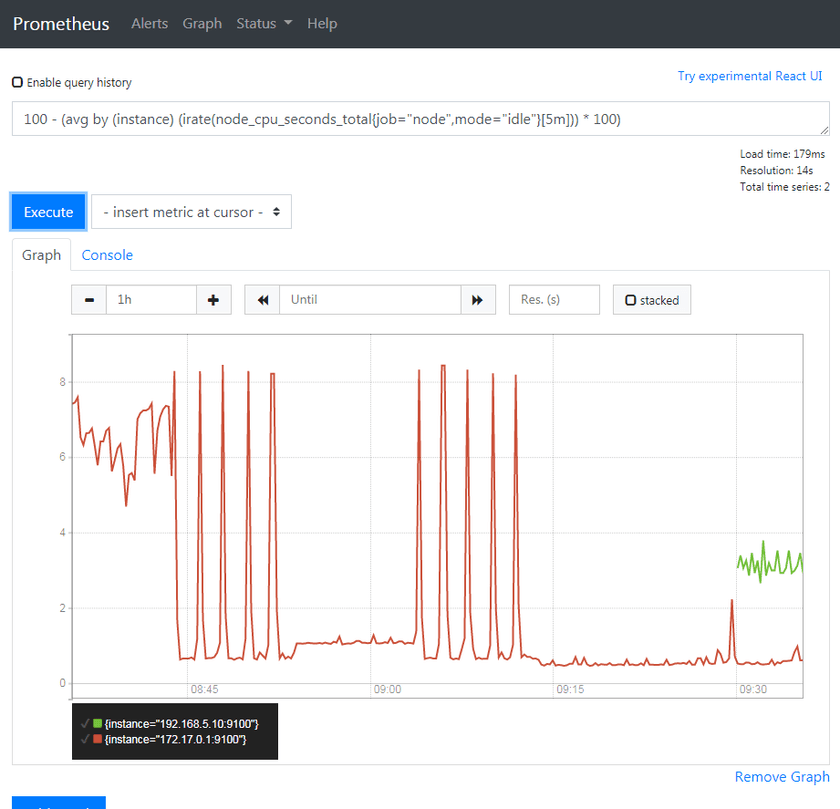 Prometheus Alerts Graph Status Help
Enable query history
Try experimental React UI
100 - (avg by (instance) (irate(node_cpu_seconds_total{job="node",mode="idle"}[5m])) * 100)
Load time: 179ms
Resolution: 14s
Total time series: 2
Execute
- insert metric at cursor -
Graph Console
1h
Until
Res. (s)
stacked
8
6
4
2
0
08:45 09:00 09:15 09:30
{instance="192.168.5.10:9100"}
{instance="172.17.0.1:9100"}
Remove Graph